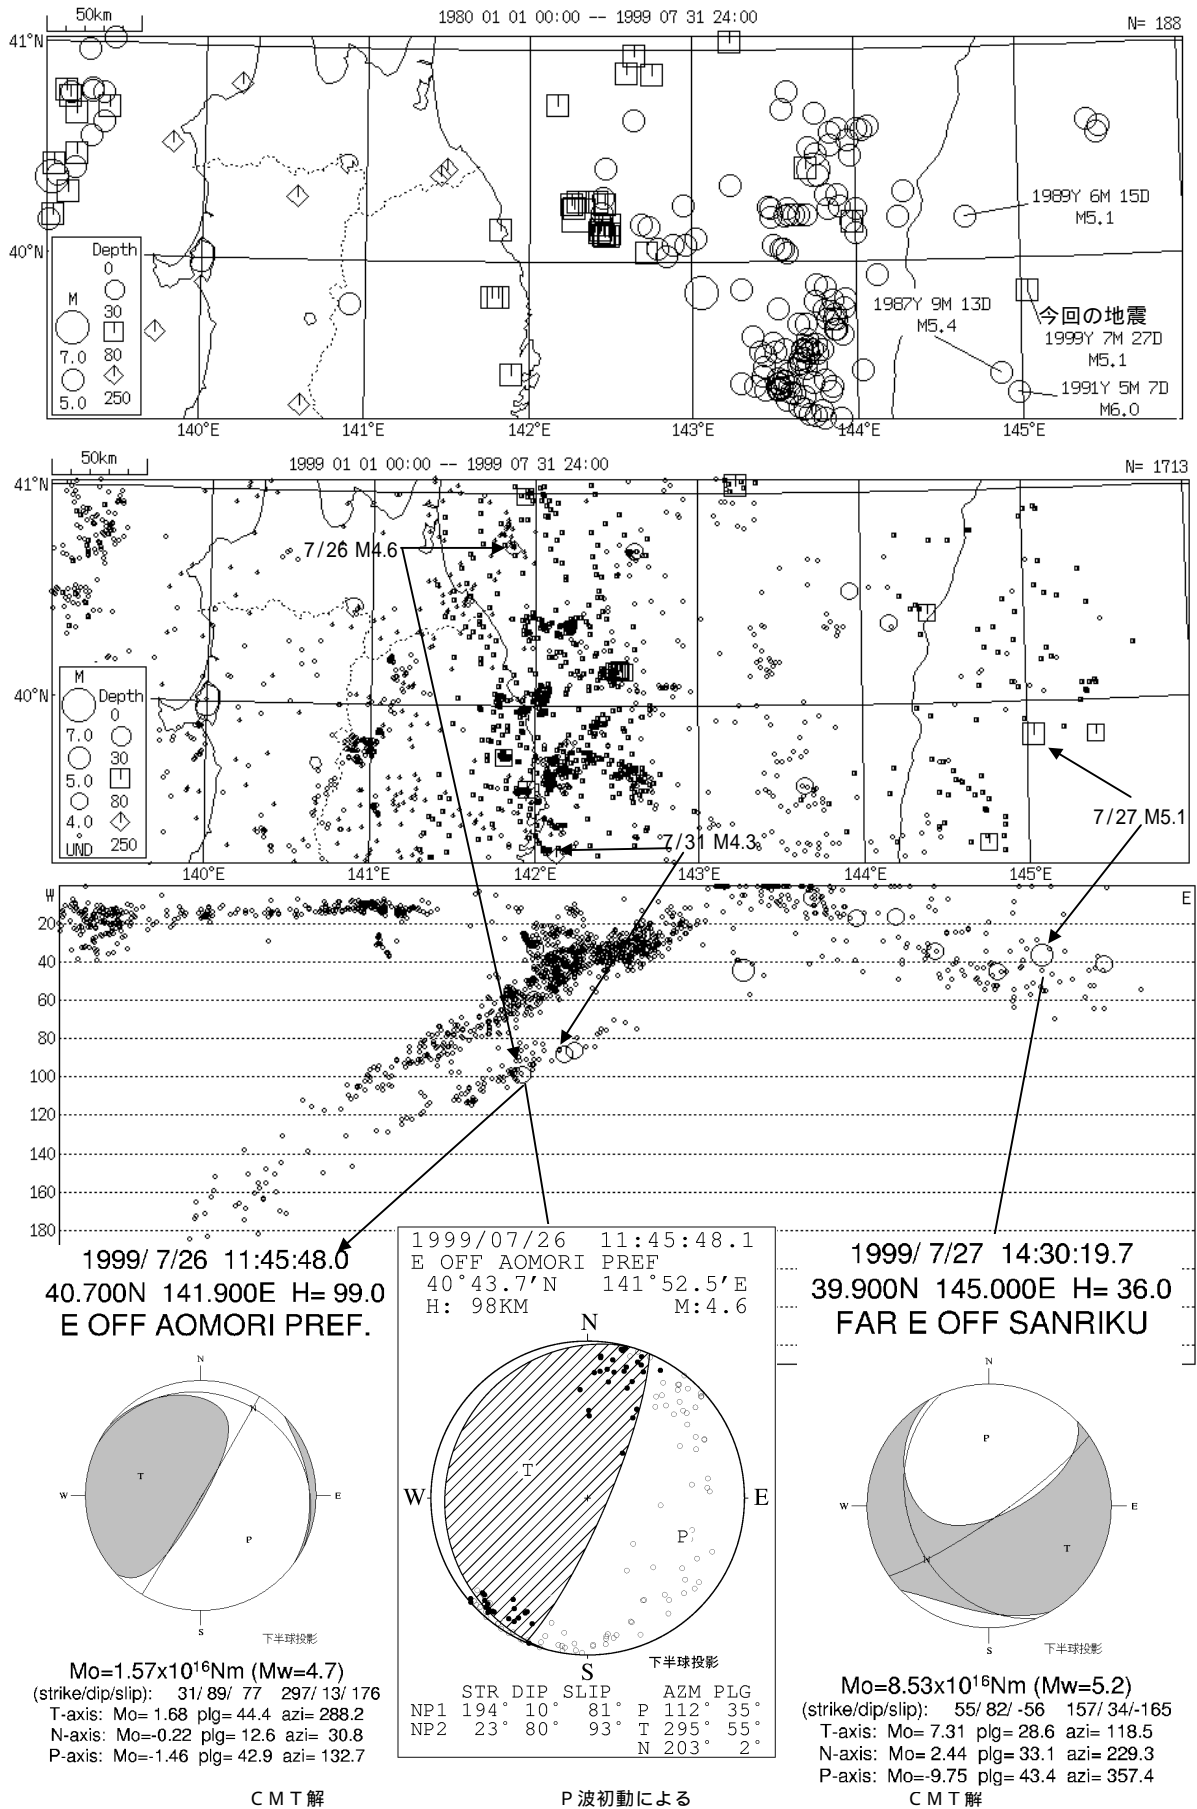 50km
1980 01 01 00:00 -- 1999 07 31 24:00
N= 188
41°N
40°N
1989Y 6M 15D
M5.1
1987Y 9M 13D
M5.4
今回の地震
1999Y 7M 27D
M5.1
1991Y 5M 7D
M6.0
Depth
0
M
30
7.0
80
5.0
250
140°E
141°E
142°E
143°E
144°E
145°E
50km
1999 01 01 00:00 -- 1999 07 31 24:00
N= 1713
41°N
7/26 M4.6
40°N
M
Depth
0
7.0
30
5.0
80
4.0
UND
250
7/27 M5.1
7/31 M4.3
140°E
141°E
142°E
143°E
144°E
145°E
W
E
20
40
60
80
100
120
140
160
180
1999/ 7/26 11:45:48.0
40.700N 141.900E H= 99.0
E OFF AOMORI PREF.
N
W
E
S
T
P
N
下半球投影
Mo=1.57x10¹⁶Nm (Mw=4.7)
(strike/dip/slip): 31/ 89/ 77 297/ 13/ 176
T-axis: Mo= 1.68 plg= 44.4 azi= 288.2
N-axis: Mo=-0.22 plg= 12.6 azi= 30.8
P-axis: Mo=-1.46 plg= 42.9 azi= 132.7
CMT解
1999/07/26 11:45:48.1
E OFF AOMORI PREF
40°43.7′N 141°52.5′E
H: 98KM M:4.6
N
W
E
S
T
P
下半球投影
STR DIP SLIP AZM PLG
NP1 194° 10° 81° P 112° 35°
NP2 23° 80° 93° T 295° 55°
N 203° 2°
P波初動による
1999/ 7/27 14:30:19.7
39.900N 145.000E H= 36.0
FAR E OFF SANRIKU
N
W
E
S
P
T
N
下半球投影
Mo=8.53x10¹⁶Nm (Mw=5.2)
(strike/dip/slip): 55/ 82/ -56 157/ 34/-165
T-axis: Mo= 7.31 plg= 28.6 azi= 118.5
N-axis: Mo= 2.44 plg= 33.1 azi= 229.3
P-axis: Mo=-9.75 plg= 43.4 azi= 357.4
CMT解